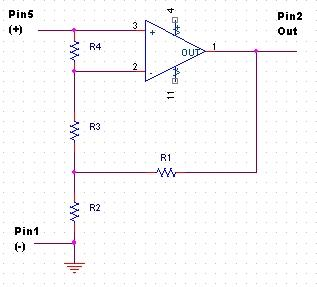 Pin5
(+)
4
3
+
R4
OUT
1
Pin2
Out
2
-
11
R3
R1
R2
Pin1
(-)